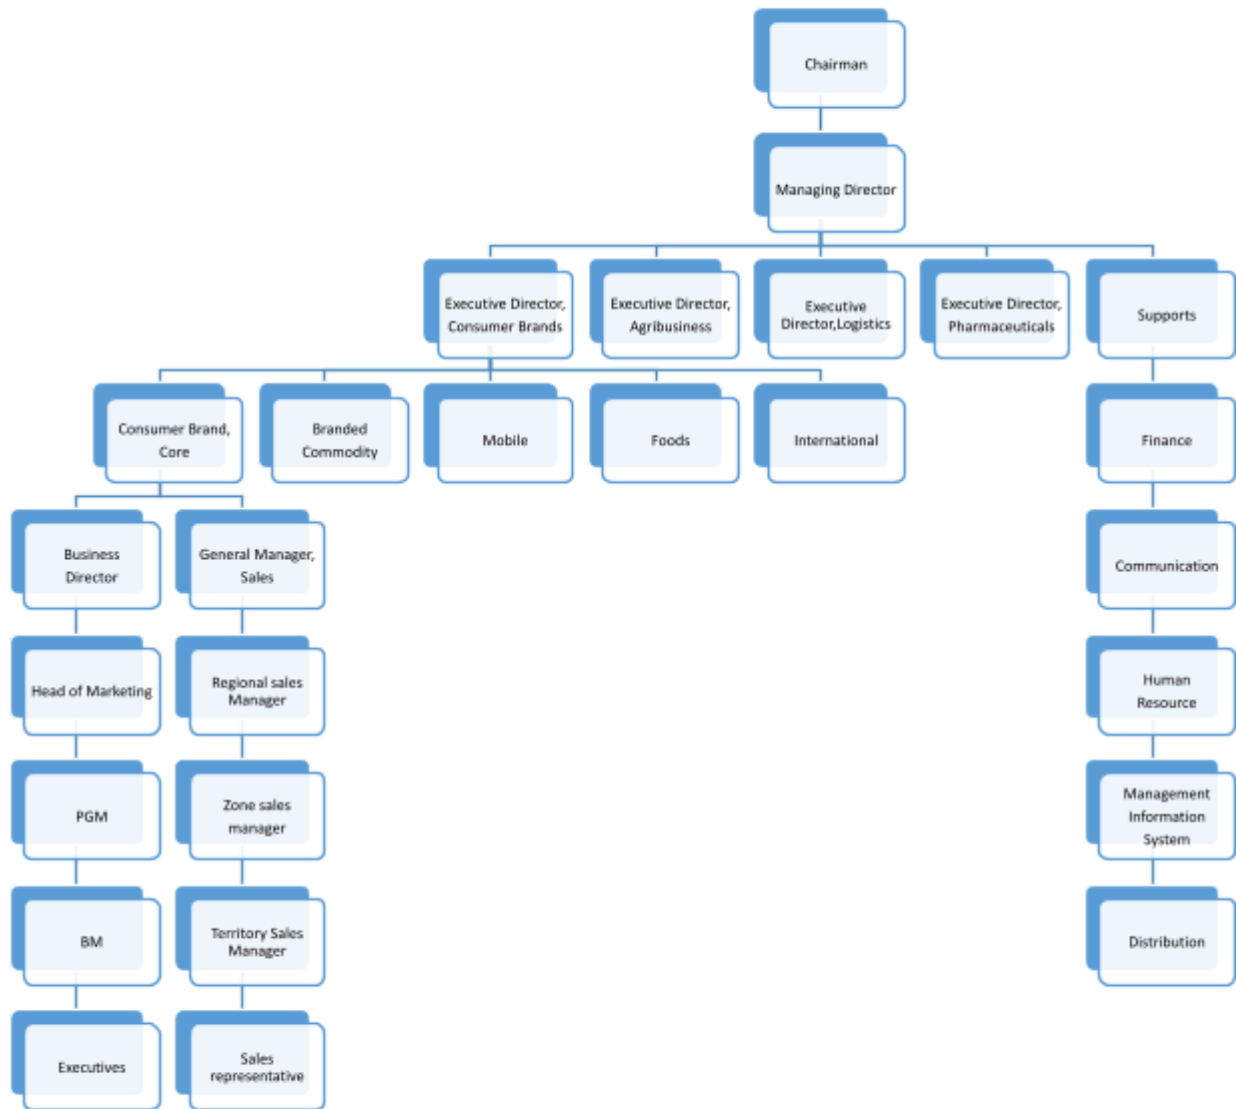 Chairman
Managing Director
Executive Director,
Consumer Brands
Executive Director,
Agribusiness
Executive
Director,Logistics
Executive Director,
Pharmaceuticals
Supports
Consumer Brand,
Core
Branded
Commodity
Mobile
Foods
International
Finance
Business
Director
General Manager,
Sales
Communication
Head of Marketing
Regional sales
Manager
Human
Resource
PGM
Zone sales
manager
Management
Information
System
BM
Territory Sales
Manager
Distribution
Executives
Sales
representative